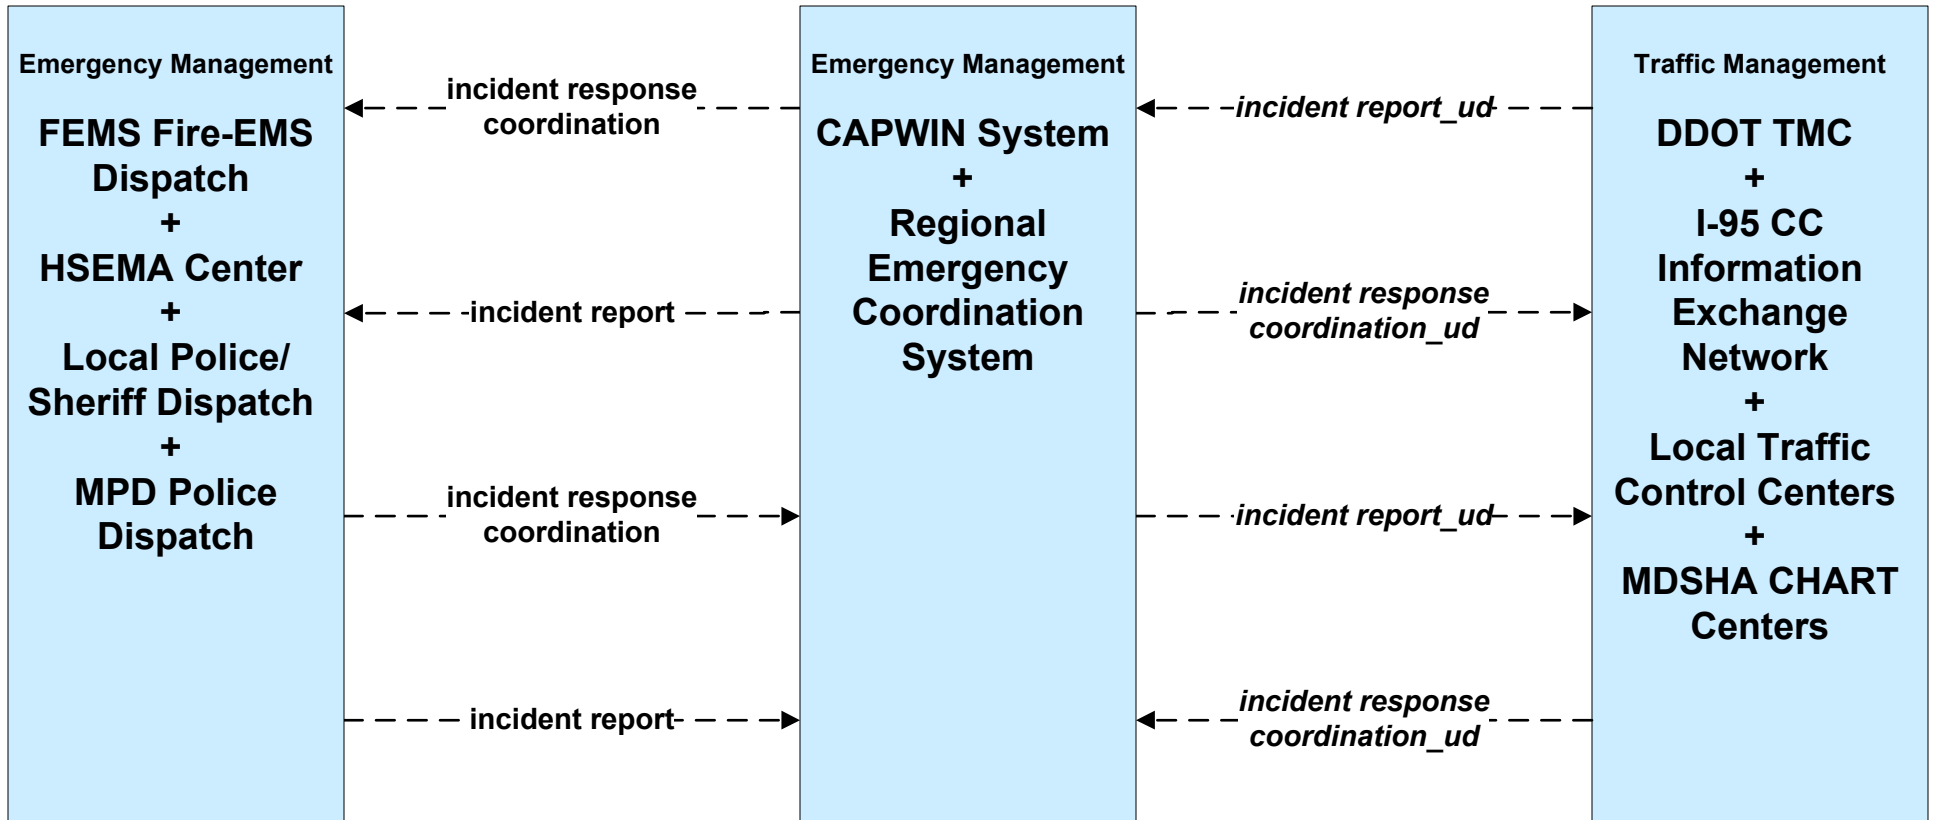 Emergency Management
FEMS Fire-EMS
Dispatch
+
HSEMA Center
+
Local Police/
Sheriff Dispatch
+
MPD Police
Dispatch
incident response
coordination
incident report
incident response
coordination
incident report
Emergency Management
CAPWIN System
+
Regional
Emergency
Coordination
System
incident report_ud
incident response
coordination_ud
incident report_ud
incident response
coordination_ud
Traffic Management
DDOT TMC
+
I-95 CC
Information
Exchange
Network
+
Local Traffic
Control Centers
+
MDSHA CHART
Centers